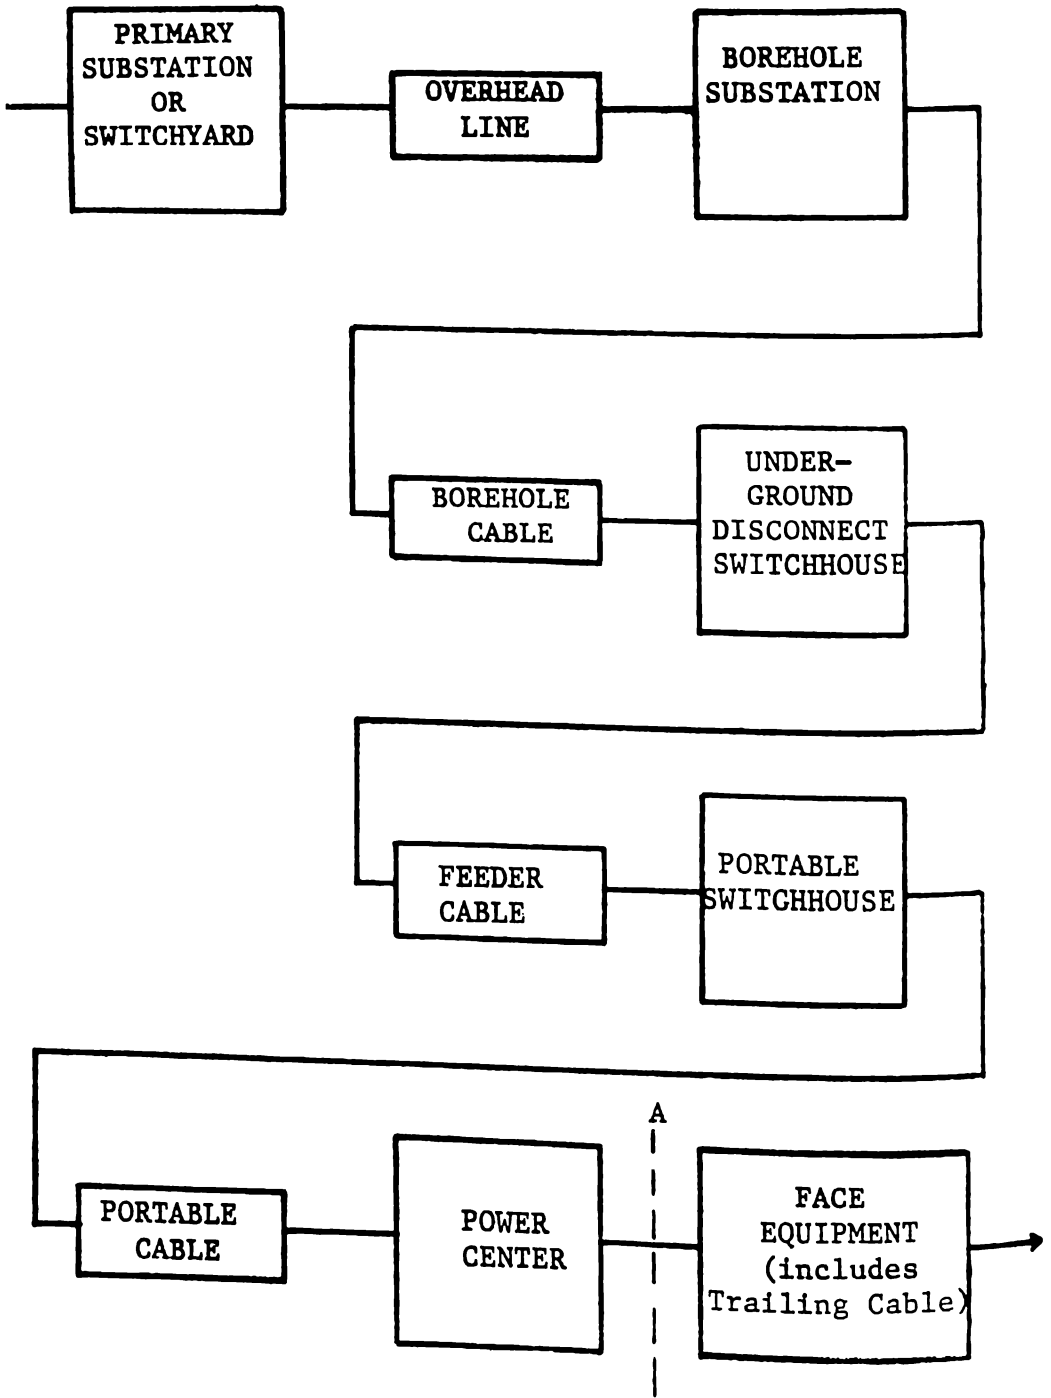 PRIMARY
SUBSTATION
OR
SWITCHYARD
OVERHEAD
LINE
BOREHOLE
SUBSTATION
BOREHOLE
CABLE
UNDER-
GROUND
DISCONNECT
SWITCHHOUSE
FEEDER
CABLE
PORTABLE
SWITGHHOUSE
PORTABLE
CABLE
POWER
CENTER
A
FACE
EQUIPMENT
(includes
Trailing Cable)